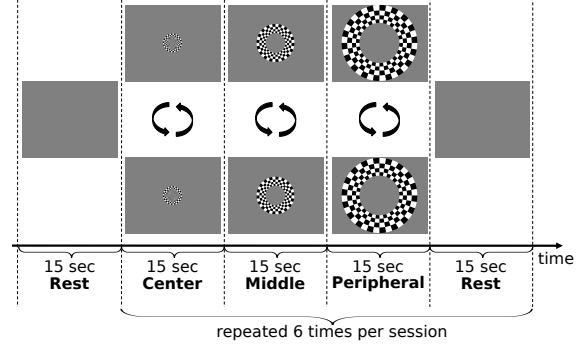 time
15 sec 15 sec 15 sec 15 sec 15 sec
Rest Center Middle Peripheral Rest
repeated 6 times per session